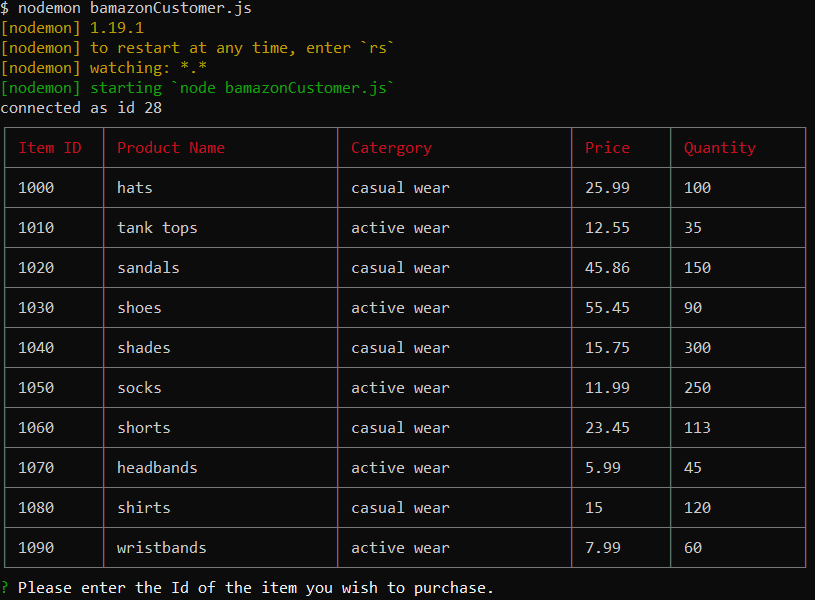 $ nodemon bamazonCustomer.js
[nodemon] 1.19.1
[nodemon] to restart at any time, enter `rs`
[nodemon] watching: *.*
[nodemon] starting `node bamazonCustomer.js`
connected as id 28
Item ID Product Name Catergory Price Quantity
1000 hats casual wear 25.99 100
1010 tank tops active wear 12.55 35
1020 sandals casual wear 45.86 150
1030 shoes active wear 55.45 90
1040 shades casual wear 15.75 300
1050 socks active wear 11.99 250
1060 shorts casual wear 23.45 113
1070 headbands active wear 5.99 45
1080 shirts casual wear 15 120
1090 wristbands active wear 7.99 60
? Please enter the Id of the item you wish to purchase.